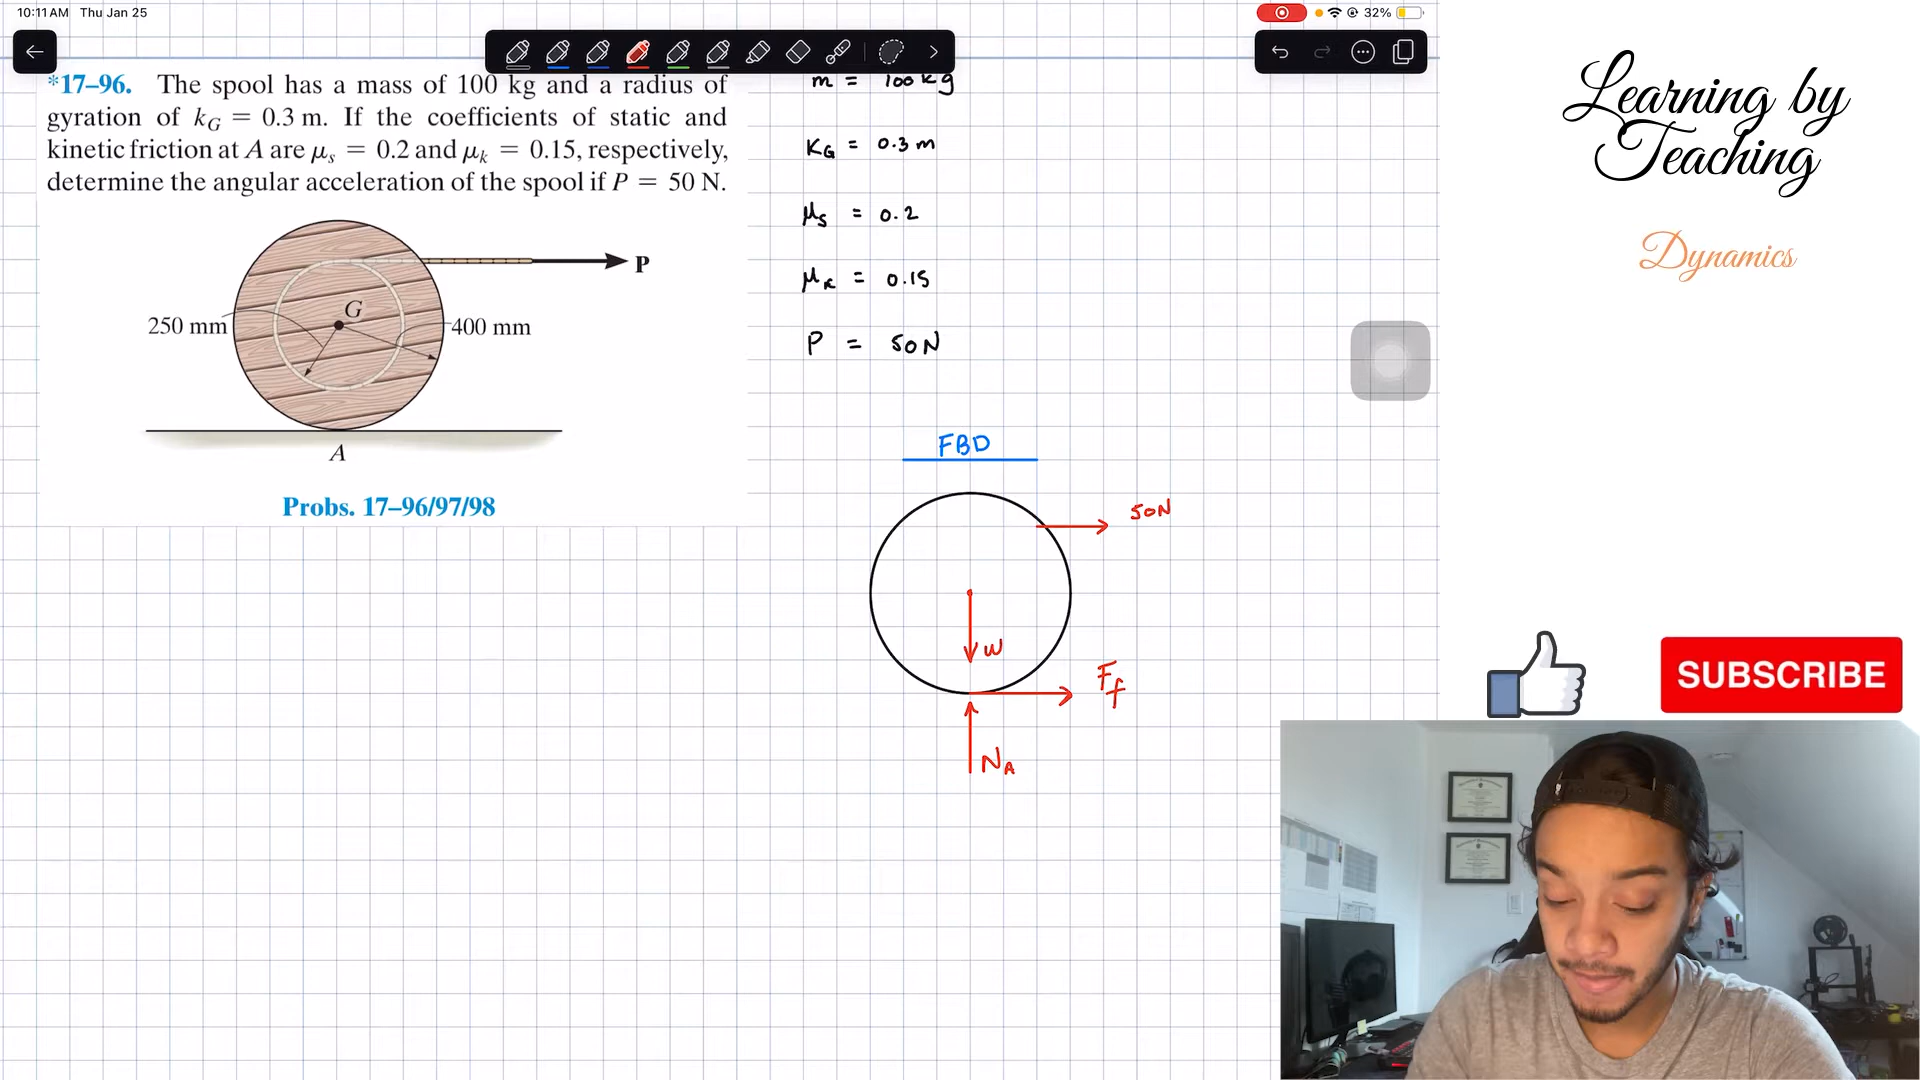 10:11 AM Thu Jan 25
32%
*17–96. The spool has a mass of 100 kg and a radius of
gyration of kG = 0.3 m. If the coefficients of static and
kinetic friction at A are μs = 0.2 and μk = 0.15, respectively,
determine the angular acceleration of the spool if P = 50 N.
P
G
250 mm
400 mm
A
Probs. 17–96/97/98
m = 100 kg
KG = 0.3 m
μs = 0.2
μk = 0.15
P = 50N
FBD
50N
W
Ff
NA
Learning by
Teaching
Dynamics
SUBSCRIBE